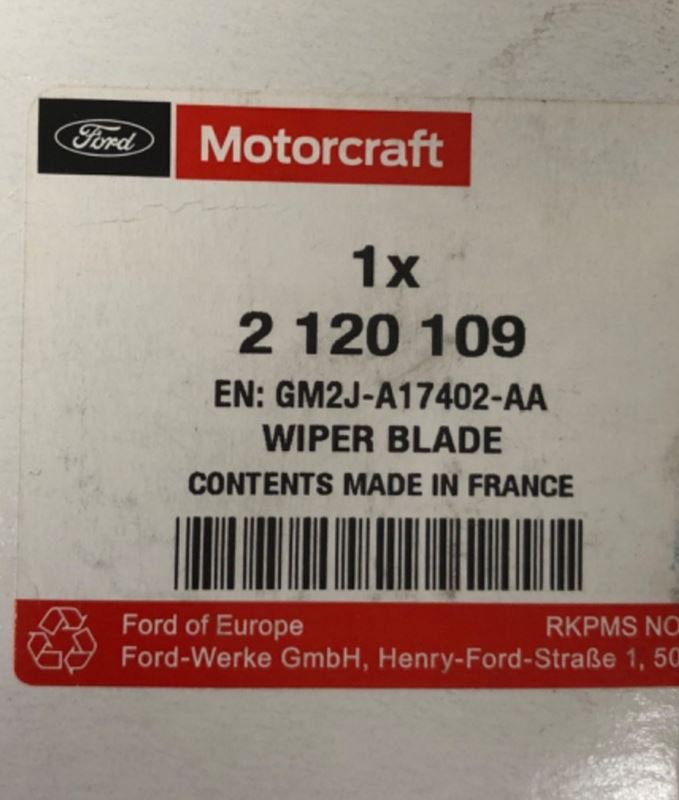 Ford Motorcraft
1x
2 120 109
EN: GM2J-A17402-AA
WIPER BLADE
CONTENTS MADE IN FRANCE
Ford of Europe RKPMS NO
Ford-Werke GmbH, Henry-Ford-Straße 1, 50